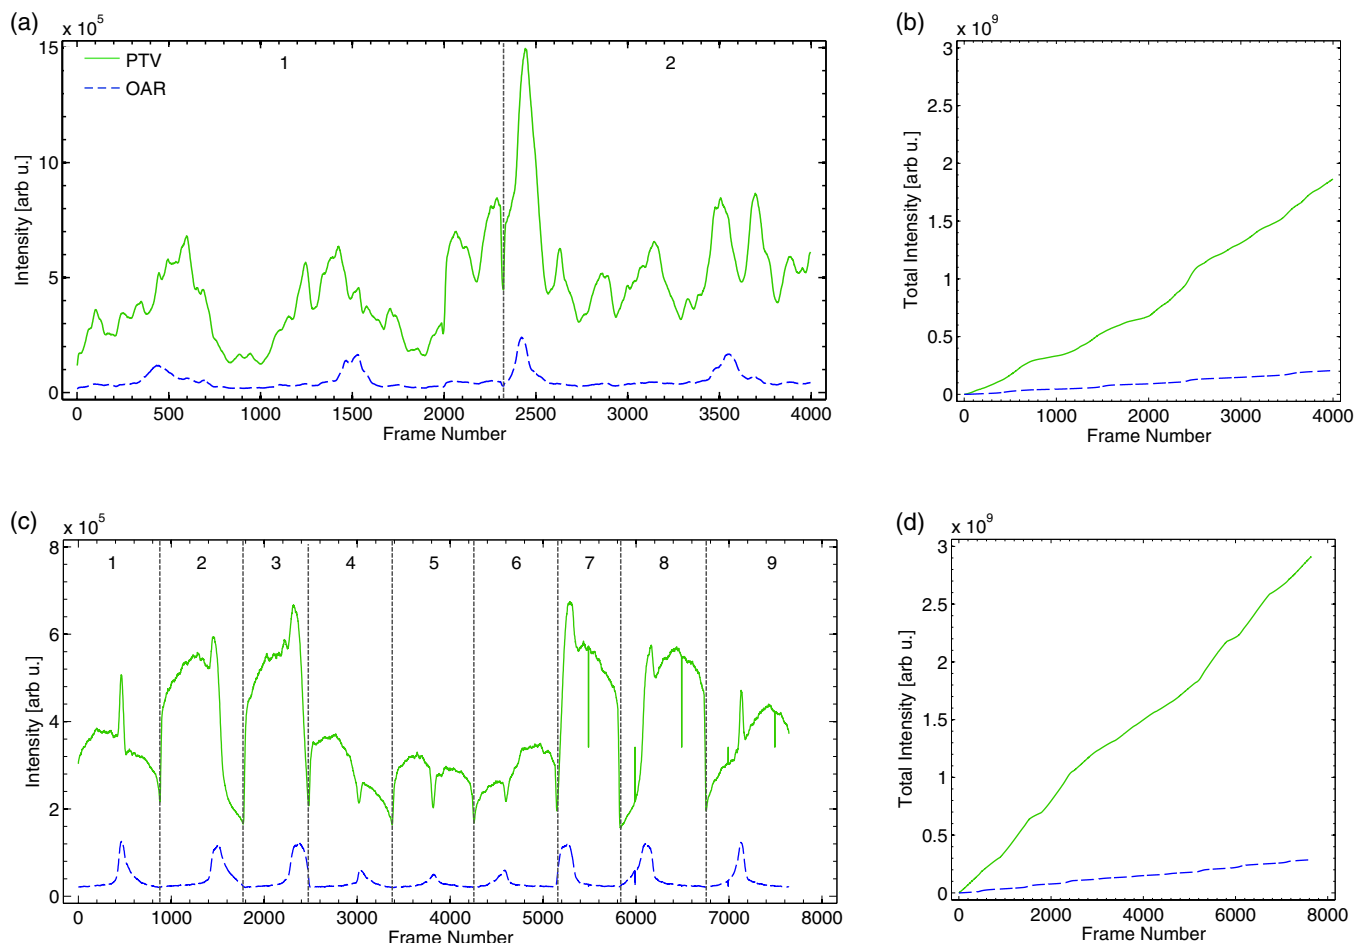 (a)
x 10^5
15
10
5
0
Intensity [arb u.]
1
2
PTV
OAR
0 500 1000 1500 2000 2500 3000 3500 4000
Frame Number
(b)
x 10^9
3
2.5
2
1.5
1
0.5
0
Total Intensity [arb u.]
0 1000 2000 3000 4000
Frame Number
(c)
x 10^5
8
6
4
2
0
Intensity [arb u.]
1 2 3 4 5 6 7 8 9
0 1000 2000 3000 4000 5000 6000 7000 8000
Frame Number
(d)
x 10^9
3
2.5
2
1.5
1
0.5
0
Total Intensity [arb u.]
0 2000 4000 6000 8000
Frame Number